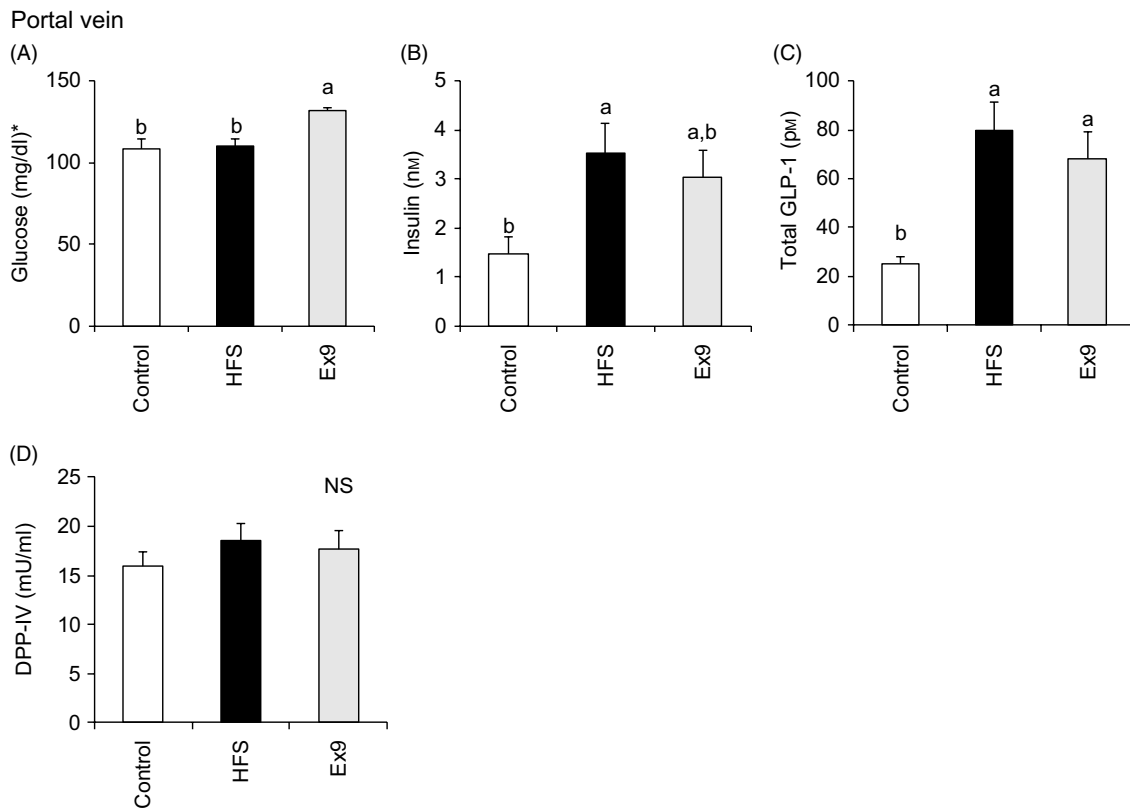 Portal vein
(A)
Glucose (mg/dl)*
150
100
50
0
b
b
a
Control
HFS
Ex9
(B)
Insulin (nM)
5
4
3
2
1
0
b
a
a,b
Control
HFS
Ex9
(C)
Total GLP-1 (pM)
100
80
60
40
20
0
b
a
a
Control
HFS
Ex9
(D)
DPP-IV (mU/ml)
25
20
15
10
5
0
NS
Control
HFS
Ex9